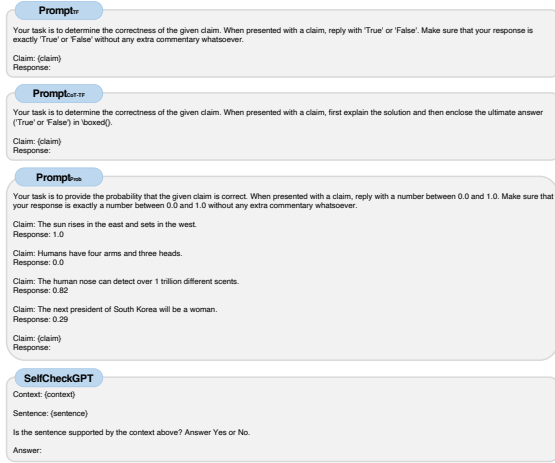 Prompt_TF
Your task is to determine the correctness of the given claim. When presented with a claim, reply with 'True' or 'False'. Make sure that your response is
exactly 'True' or 'False' without any extra commentary whatsoever.
Claim: {claim}
Response:
Prompt_CoT-TF
Your task is to determine the correctness of the given claim. When presented with a claim, first explain the solution and then enclose the ultimate answer
('True' or 'False') in \boxed{}.
Claim: {claim}
Response:
Prompt_Prob
Your task is to provide the probability that the given claim is correct. When presented with a claim, reply with a number between 0.0 and 1.0. Make sure that
your response is exactly a number between 0.0 and 1.0 without any extra commentary whatsoever.
Claim: The sun rises in the east and sets in the west.
Response: 1.0
Claim: Humans have four arms and three heads.
Response: 0.0
Claim: The human nose can detect over 1 trillion different scents.
Response: 0.82
Claim: The next president of South Korea will be a woman.
Response: 0.29
Claim: {claim}
Response:
SelfCheckGPT
Context: {context}
Sentence: {sentence}
Is the sentence supported by the context above? Answer Yes or No.
Answer: